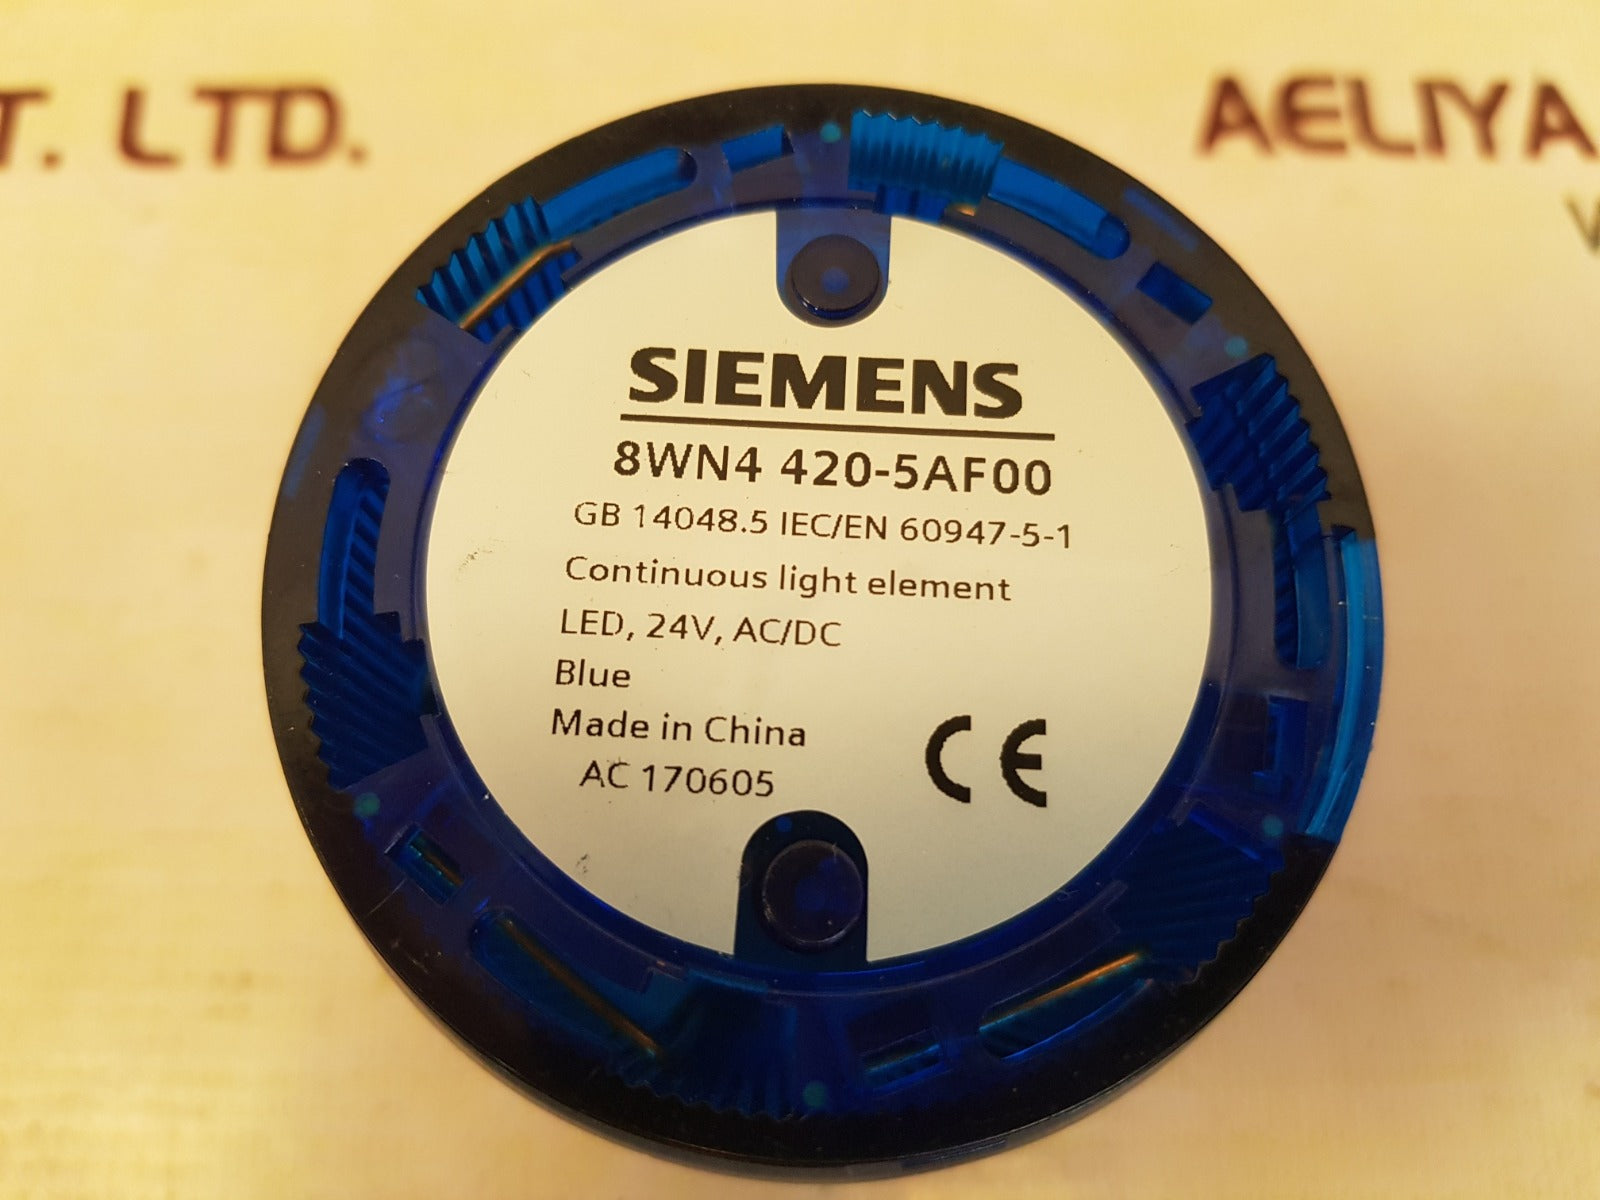 T. LTD.
AELIYA
SIEMENS
8WN4 420-5AF00
GB 14048.5 IEC/EN 60947-5-1
Continuous light element
LED, 24V, AC/DC
Blue
Made in China
CE
AC 170605